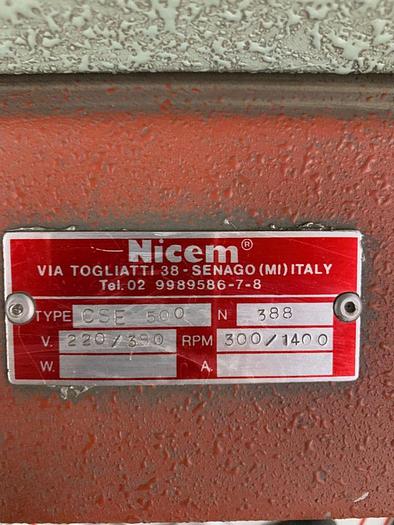 Nicem®
VIA TOGLIATTI 38 - SENAGO (MI) ITALY
Tel. 02 9989586-7-8
TYPE CSE 500 N 388
V. 220/380 RPM 300/1400
W. A.